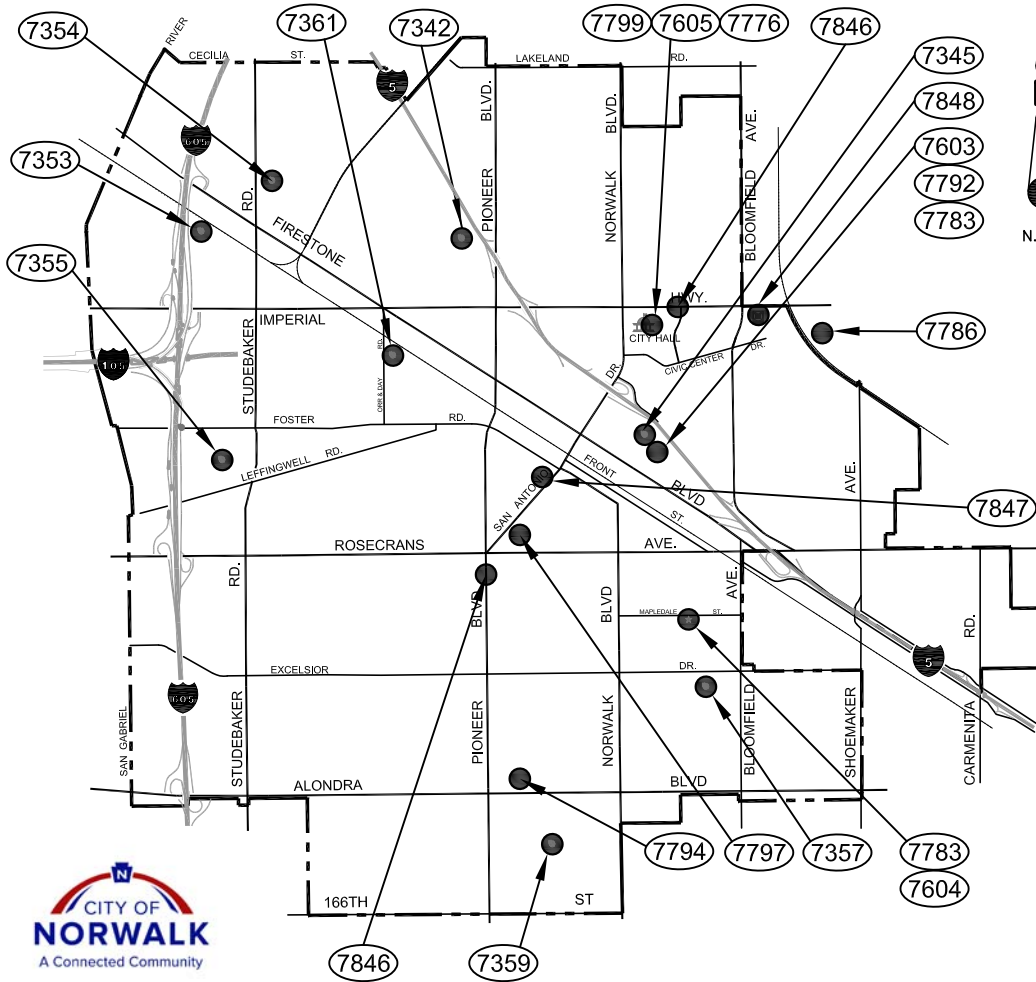 7354
7361
7342
7799 7605 7776
7846
RIVER
CECILIA ST.
LAKELAND RD.
7345
5
BLVD.
BLVD.
AVE.
7848
605
7603
7353
7792
RD.
PIONEER
NORWALK
BLOOMFIELD
7783
FIRESTONE
N.
7355
HWY.
IMPERIAL
CITY HALL
7786
RD.
CIVIC CENTER DR.
105
STUDEBAKER
ORR & DAY
DR.
FOSTER RD.
LEFFINGWELL RD.
FRONT ST.
BLVD
AVE.
SAN ANTONIO
7847
ROSECRANS AVE.
RD.
BLVD
BLVD
AVE.
MAPLEDALE ST.
RD.
EXCELSIOR DR.
5
605
SAN GABRIEL
STUDEBAKER
PIONEER
NORWALK
BLOOMFIELD
SHOEMAKER
CARMENITA
ALONDRA BLVD
7794
7797
7357
7783
7604
166TH ST
N
CITY OF
NORWALK
A Connected Community
7846
7359